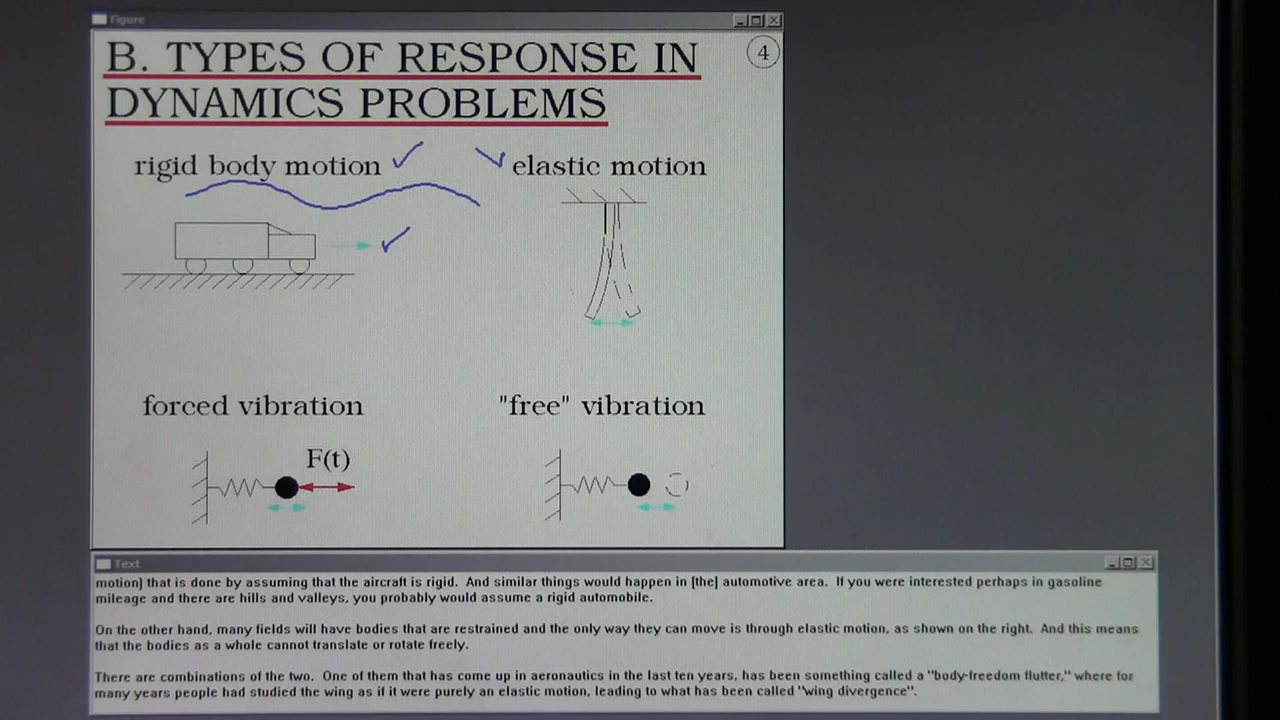 Figure
B. TYPES OF RESPONSE IN
4
DYNAMICS PROBLEMS
rigid body motion
elastic motion
forced vibration
"free" vibration
F(t)
Text
motion] that is done by assuming that the aircraft is rigid. And similar things would happen in [the] automotive area. If you were interested perhaps in gasoline
mileage and there are hills and valleys, you probably would assume a rigid automobile.
On the other hand, many fields will have bodies that are restrained and the only way they can move is through elastic motion, as shown on the right. And this means
that the bodies as a whole cannot translate or rotate freely.
There are combinations of the two. One of them that has come up in aeronautics in the last ten years, has been something called a "body-freedom flutter," where for
many years people had studied the wing as if it were purely an elastic motion, leading to what has been called "wing divergence".